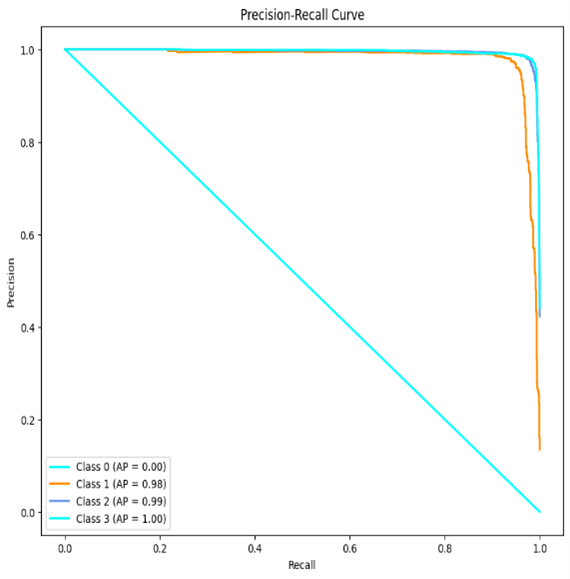 Precision-Recall Curve
1.0
0.8
0.6
0.4
0.2
0.0
Precision
Class 0 (AP = 0.00)
Class 1 (AP = 0.98)
Class 2 (AP = 0.99)
Class 3 (AP = 1.00)
0.0 0.2 0.4 0.6 0.8 1.0
Recall